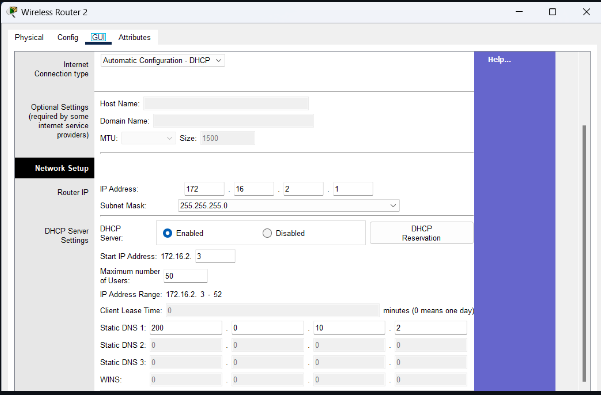 Wireless Router 2
Physical Config GUI Attributes
Internet
Connection type
Automatic Configuration - DHCP
Help...
Optional Settings
(required by some
internet service
providers)
Host Name:
Domain Name:
MTU: Size: 1500
Network Setup
Router IP
IP Address: 172 . 16 . 2 . 1
Subnet Mask: 255.255.255.0
DHCP Server
Settings
DHCP
Server:
Enabled Disabled
DHCP
Reservation
Start IP Address: 172.16.2. 3
Maximum number
of Users: 50
IP Address Range: 172.16.2. 3 - 52
Client Lease Time: 0 minutes (0 means one day)
Static DNS 1: 200 . 0 . 10 . 2
Static DNS 2: 0 . 0 . 0 . 0
Static DNS 3: 0 . 0 . 0 . 0
WINS: 0 . 0 . 0 . 0